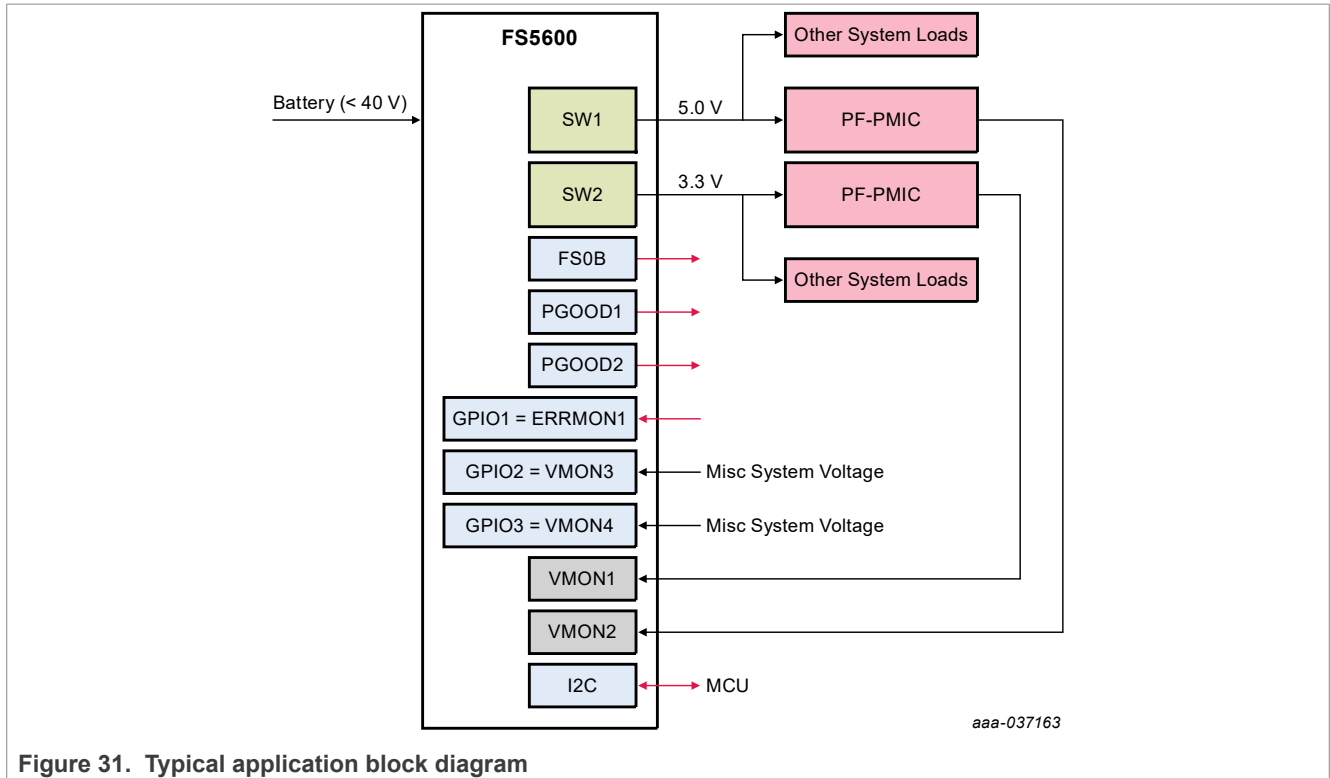 FS5600
Other System Loads
Battery (< 40 V)
SW1
5.0 V
PF-PMIC
SW2
3.3 V
PF-PMIC
FS0B
Other System Loads
PGOOD1
PGOOD2
GPIO1 = ERRMON1
GPIO2 = VMON3
Misc System Voltage
GPIO3 = VMON4
Misc System Voltage
VMON1
VMON2
I2C
MCU
aaa-037163
Figure 31. Typical application block diagram